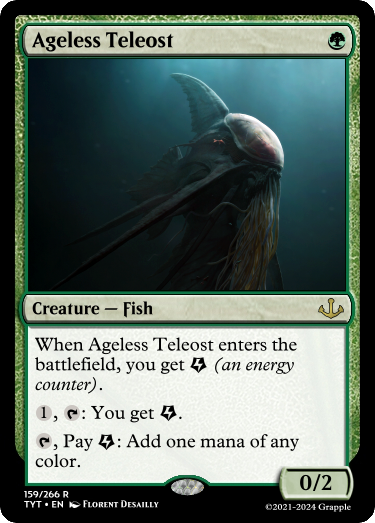 Ageless Teleost
Creature — Fish
When Ageless Teleost enters the
battlefield, you get (an energy
counter).
1, : You get .
, Pay : Add one mana of any
color.
0/2
159/266 R
TYT • EN Florent Desailly
©2021-2024 Grapple